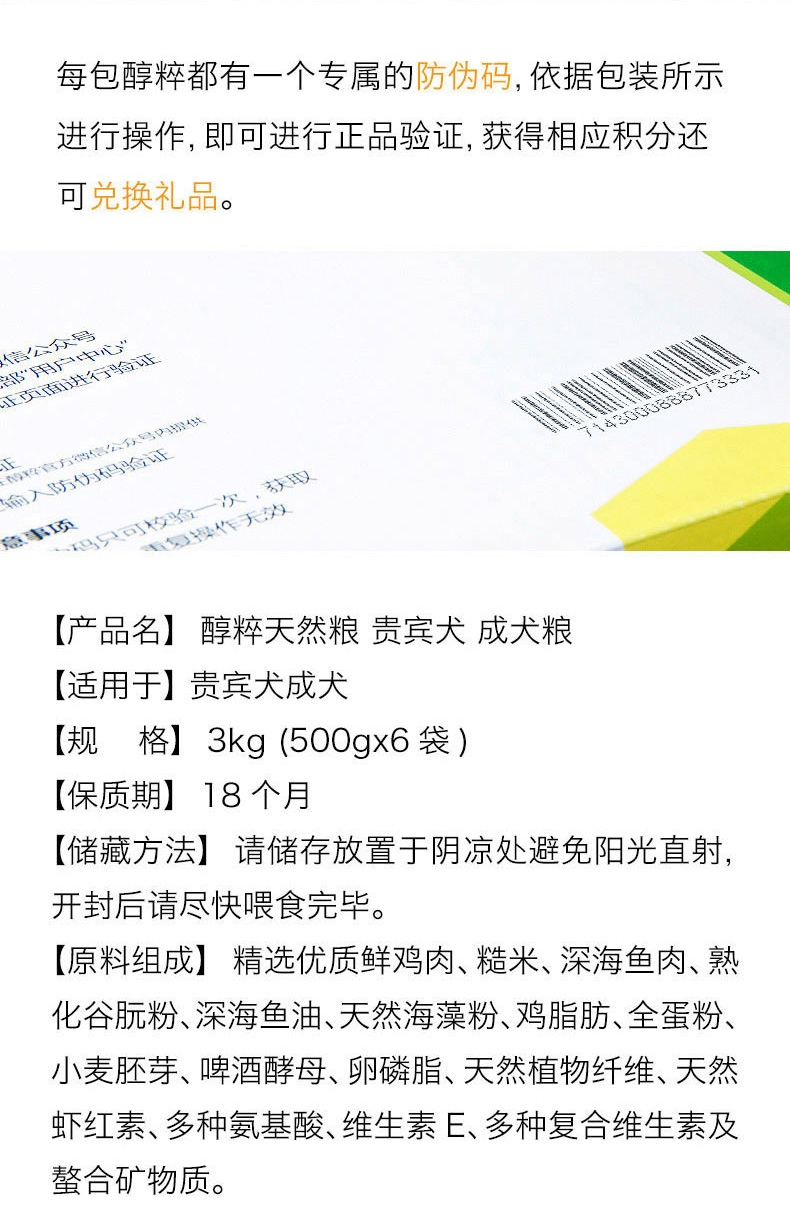 每包醇粹都有一个专属的防伪码,依据包装所示
进行操作,即可进行正品验证,获得相应积分还
可兑换礼品。
信公众号
部"用户中心"
证页面进行验证
7143000888773331
证
醇粹官方微信公众号内提供
输入防伪码验证
意事项
码只可校验一次，获取
重复操作无效
【产品名】 醇粹天然粮 贵宾犬 成犬粮
【适用于】贵宾犬成犬
【规 格】 3kg (500gx6 袋)
【保质期】 18 个月
【储藏方法】 请储存放置于阴凉处避免阳光直射,
开封后请尽快喂食完毕。
【原料组成】 精选优质鲜鸡肉、糙米、深海鱼肉、熟
化谷朊粉、深海鱼油、天然海藻粉、鸡脂肪、全蛋粉、
小麦胚芽、啤酒酵母、卵磷脂、天然植物纤维、天然
虾红素、多种氨基酸、维生素 E、多种复合维生素及
螯合矿物质。